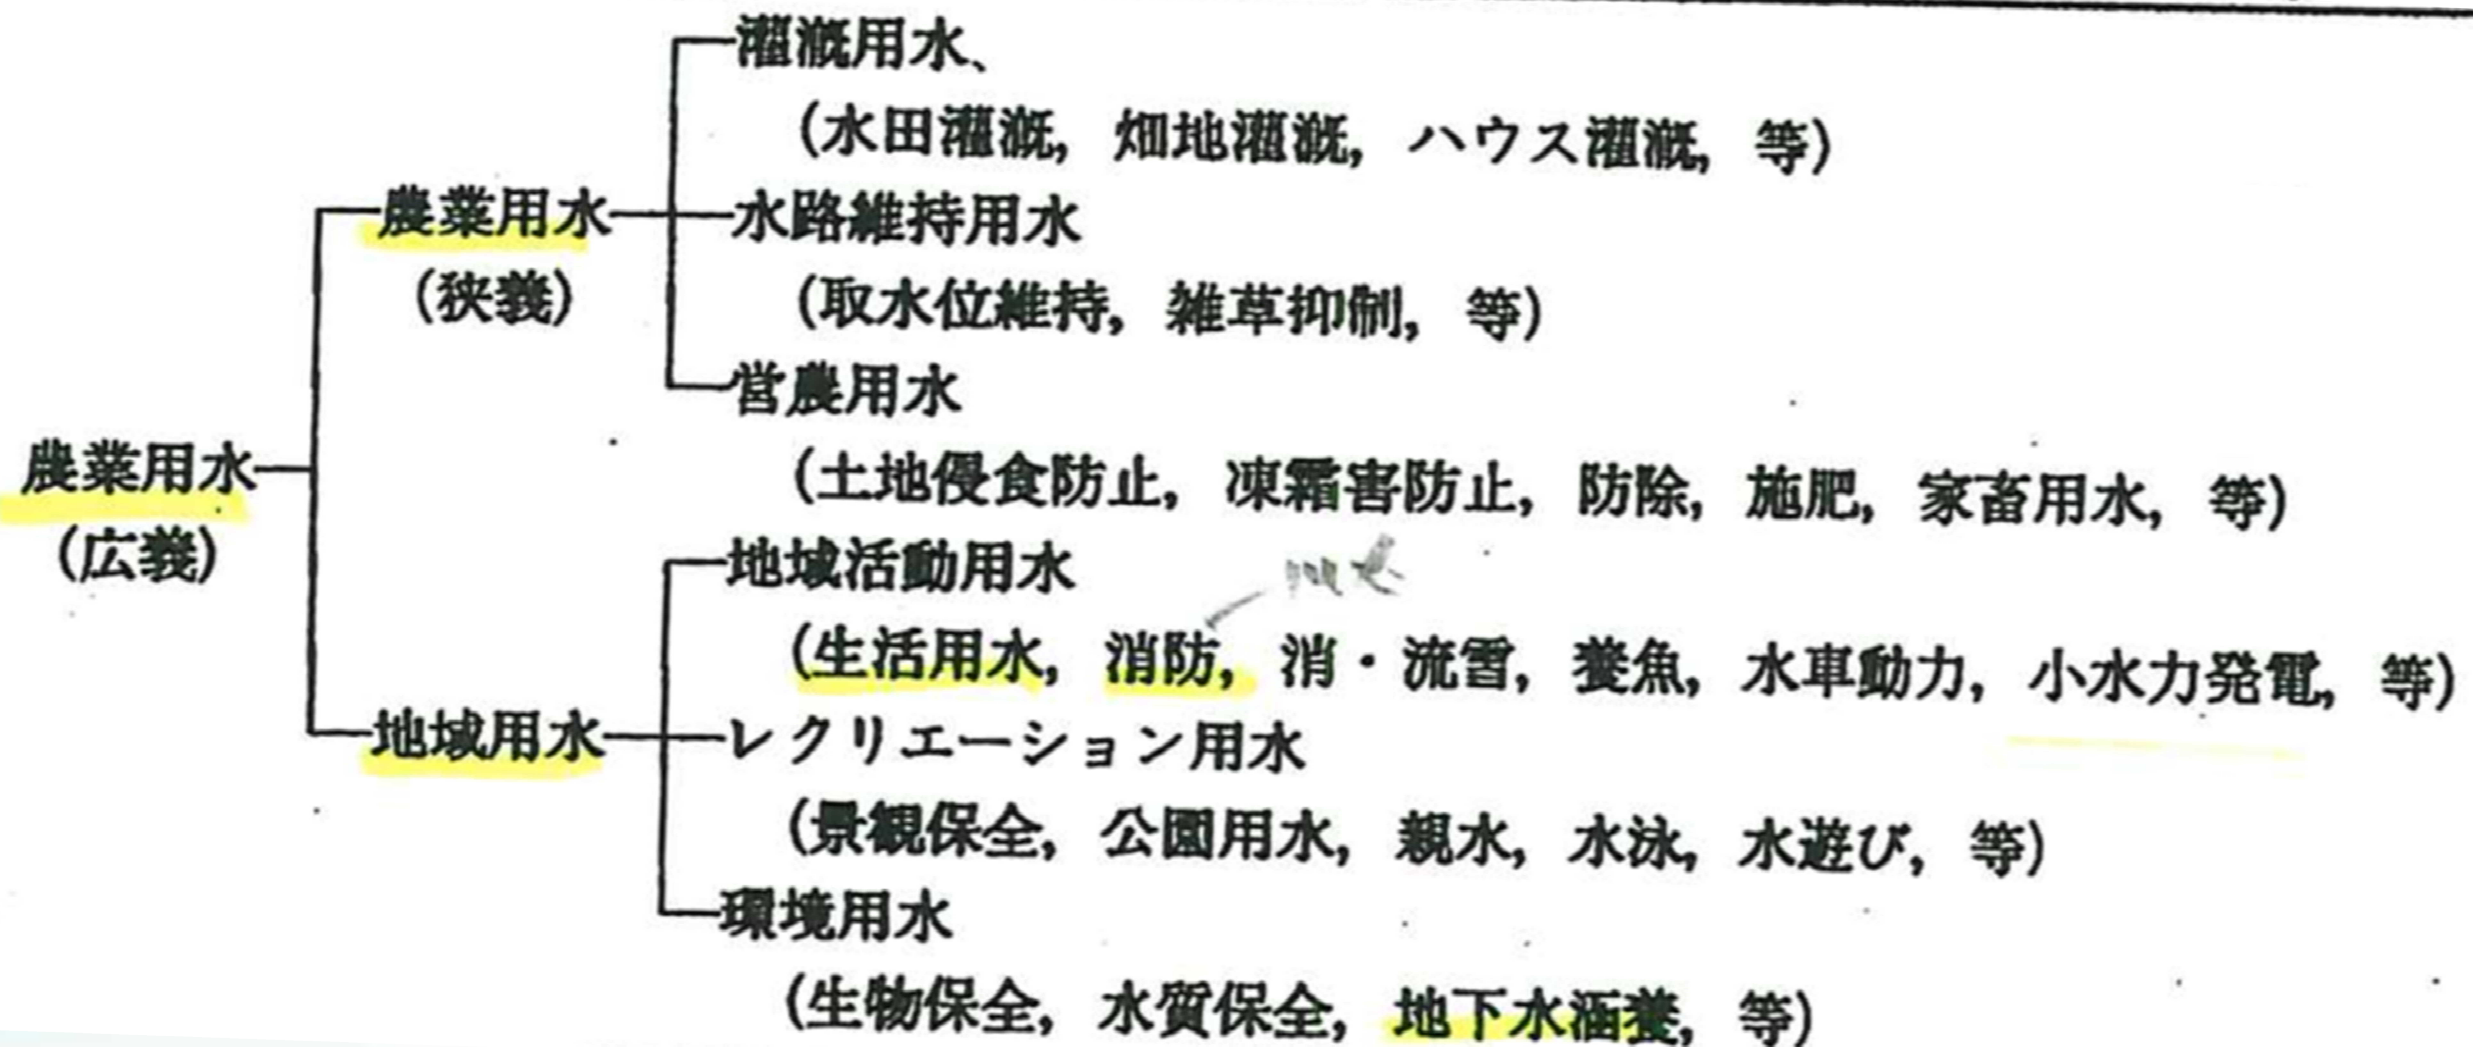 灌漑用水、
(水田灌漑, 畑地灌漑, ハウス灌漑, 等)
農業用水
(狭義)
水路維持用水
(取水位維持, 雑草抑制, 等)
営農用水
(土地侵食防止, 凍霜害防止, 防除, 施肥, 家畜用水, 等)
農業用水
(広義)
地域活動用水
(生活用水, 消防, 消・流雪, 養魚, 水車動力, 小水力発電, 等)
地域用水
レクリエーション用水
(景観保全, 公園用水, 親水, 水泳, 水遊び, 等)
環境用水
(生物保全, 水質保全, 地下水涵養, 等)